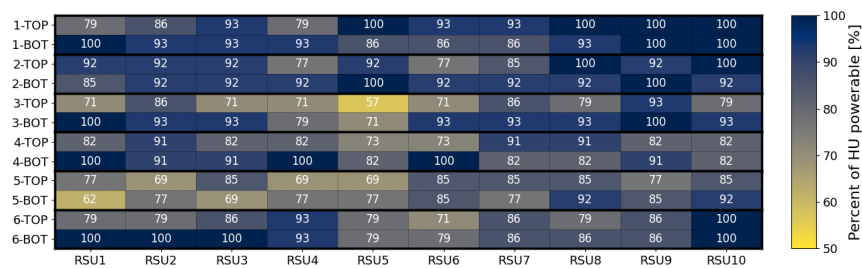 1-TOP 79 86 93 79 100 93 93 100 100 100
1-BOT 100 93 93 93 86 86 86 93 100 100
2-TOP 92 92 92 77 92 77 85 100 92 100
2-BOT 85 92 92 92 100 92 92 92 100 92
3-TOP 71 86 71 71 57 71 86 79 93 79
3-BOT 100 93 93 79 71 93 93 93 100 93
4-TOP 82 91 82 82 73 73 91 91 82 82
4-BOT 100 91 91 100 82 100 82 82 91 82
5-TOP 77 69 85 69 69 85 85 85 77 85
5-BOT 62 77 69 77 77 85 77 92 85 92
6-TOP 79 79 86 93 79 71 86 79 86 100
6-BOT 100 100 100 93 79 79 86 86 86 100
RSU1 RSU2 RSU3 RSU4 RSU5 RSU6 RSU7 RSU8 RSU9 RSU10
100
90
80
70
60
50
Percent of HU powerable [%]